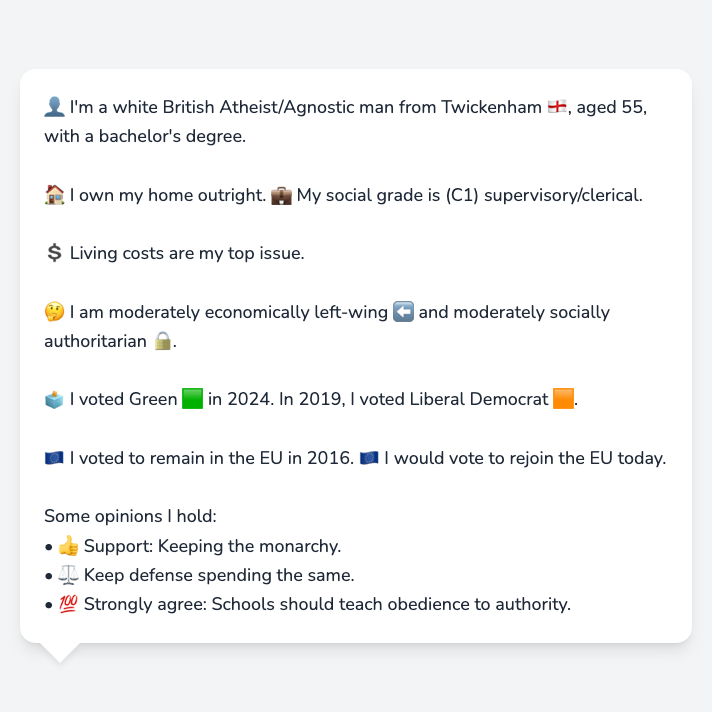 👤 I'm a white British Atheist/Agnostic man from Twickenham 🏴󠁧󠁢󠁥󠁮󠁧󠁿, aged 55,
with a bachelor's degree.
🏠 I own my home outright. 💼 My social grade is (C1) supervisory/clerical.
💲 Living costs are my top issue.
🤔 I am moderately economically left-wing ⬅️ and moderately socially
authoritarian 🔒.
🗳️ I voted Green 🟩 in 2024. In 2019, I voted Liberal Democrat 🟧.
🇪🇺 I voted to remain in the EU in 2016. 🇪🇺 I would vote to rejoin the EU today.
Some opinions I hold:
• 👍 Support: Keeping the monarchy.
• ⚖️ Keep defense spending the same.
• 💯 Strongly agree: Schools should teach obedience to authority.